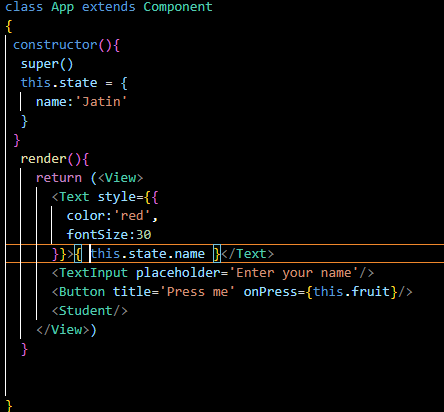 class App extends Component
{
constructor(){
super()
this.state = {
name:'Jatin'
}
}
render(){
return (<View>
<Text style={{
color:'red',
fontSize:30
}}>{ this.state.name }</Text>
<TextInput placeholder='Enter your name'/>
<Button title='Press me' onPress={this.fruit}/>
<Student/>
</View>)
}
}